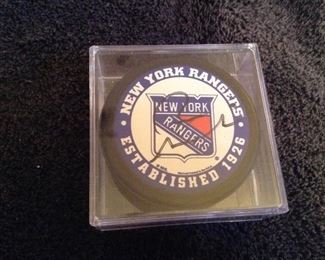 NEW YORK RANGERS
NEW YORK
RANGERS
ESTABLISHED 1926